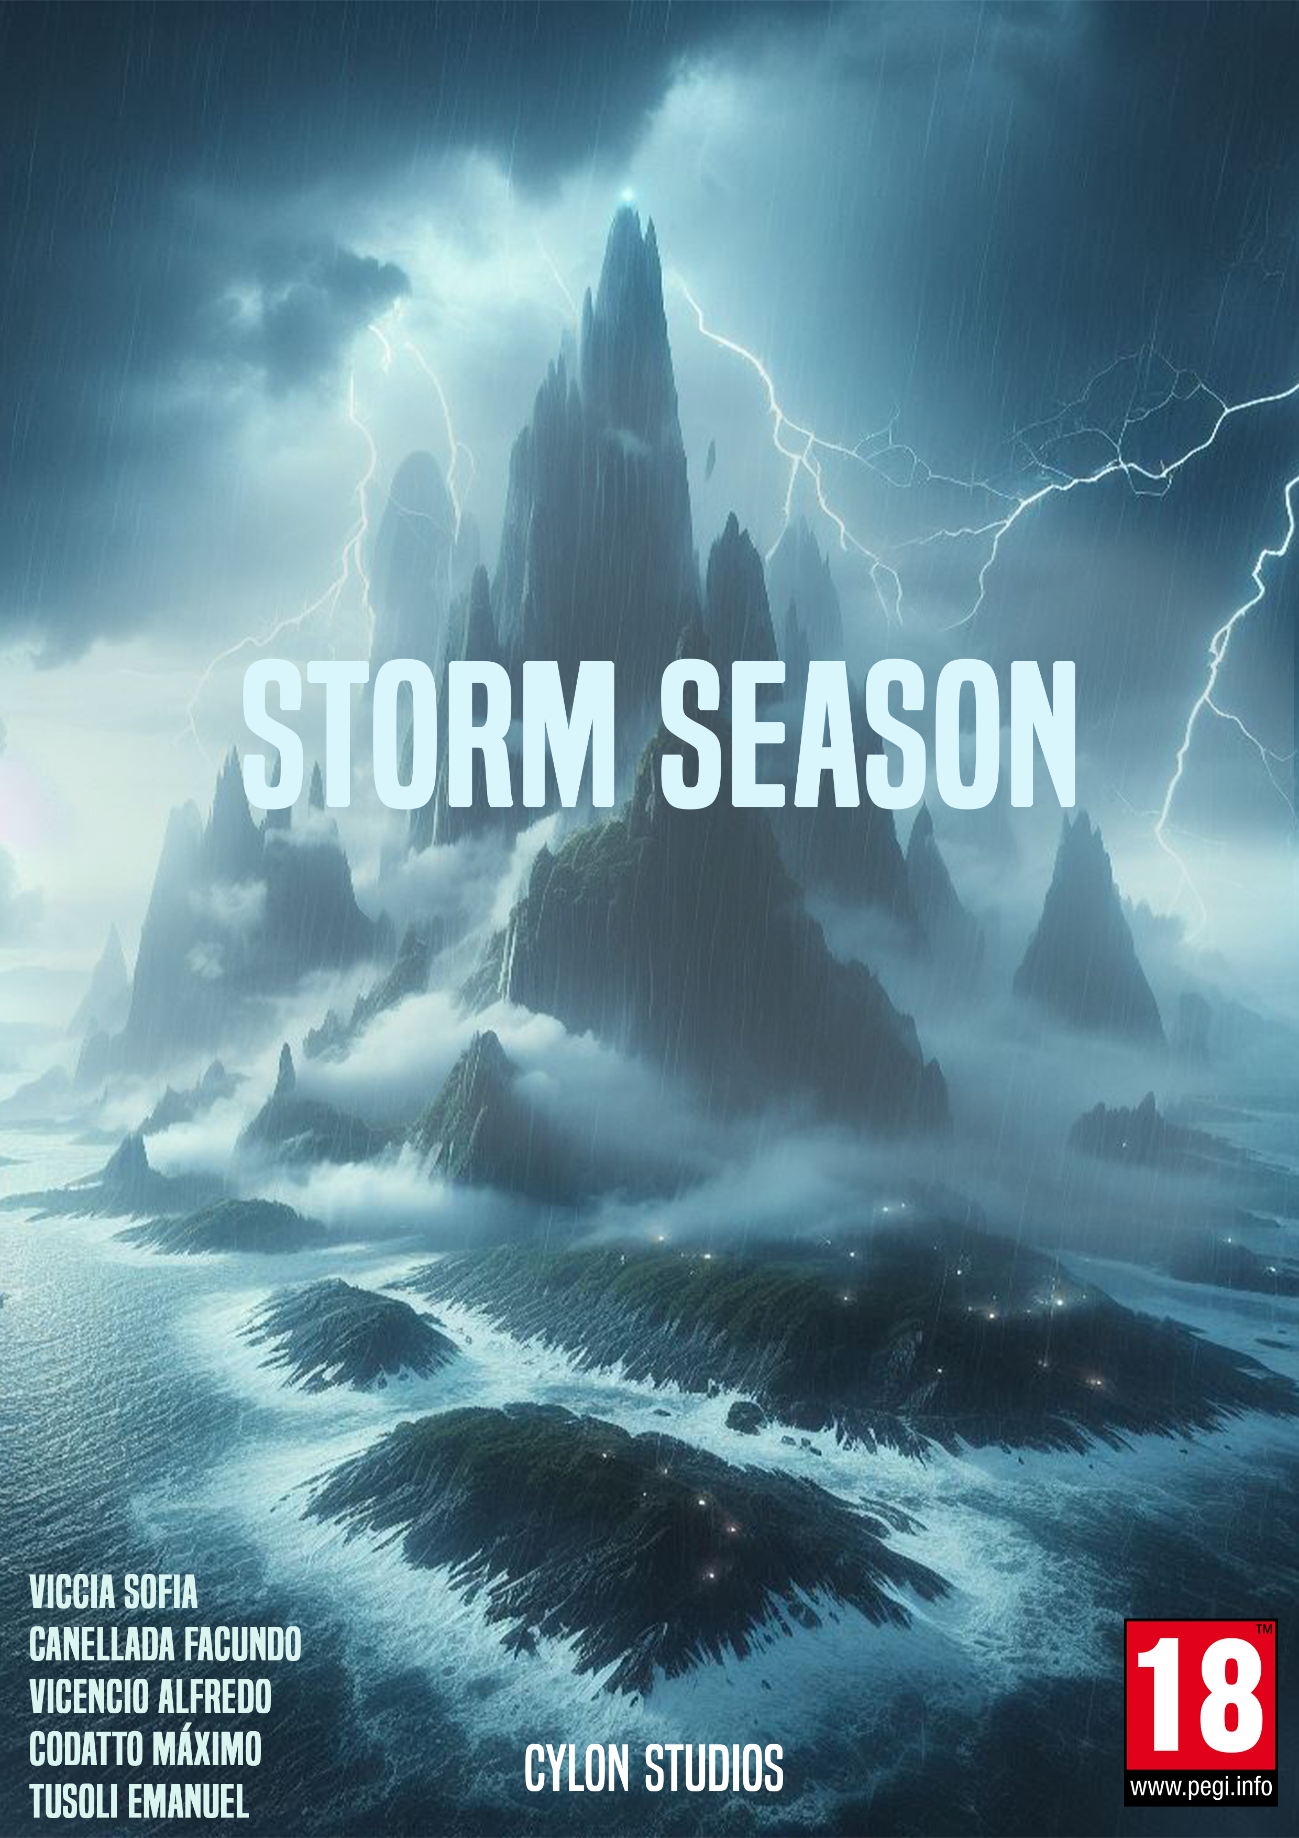 STORM SEASON
VICCIA SOFIA
CANELLADA FACUNDO
VICENCIO ALFREDO
CODATTO MÁXIMO
TUSOLI EMANUEL
CYLON STUDIOS
18 ™
www.pegi.info